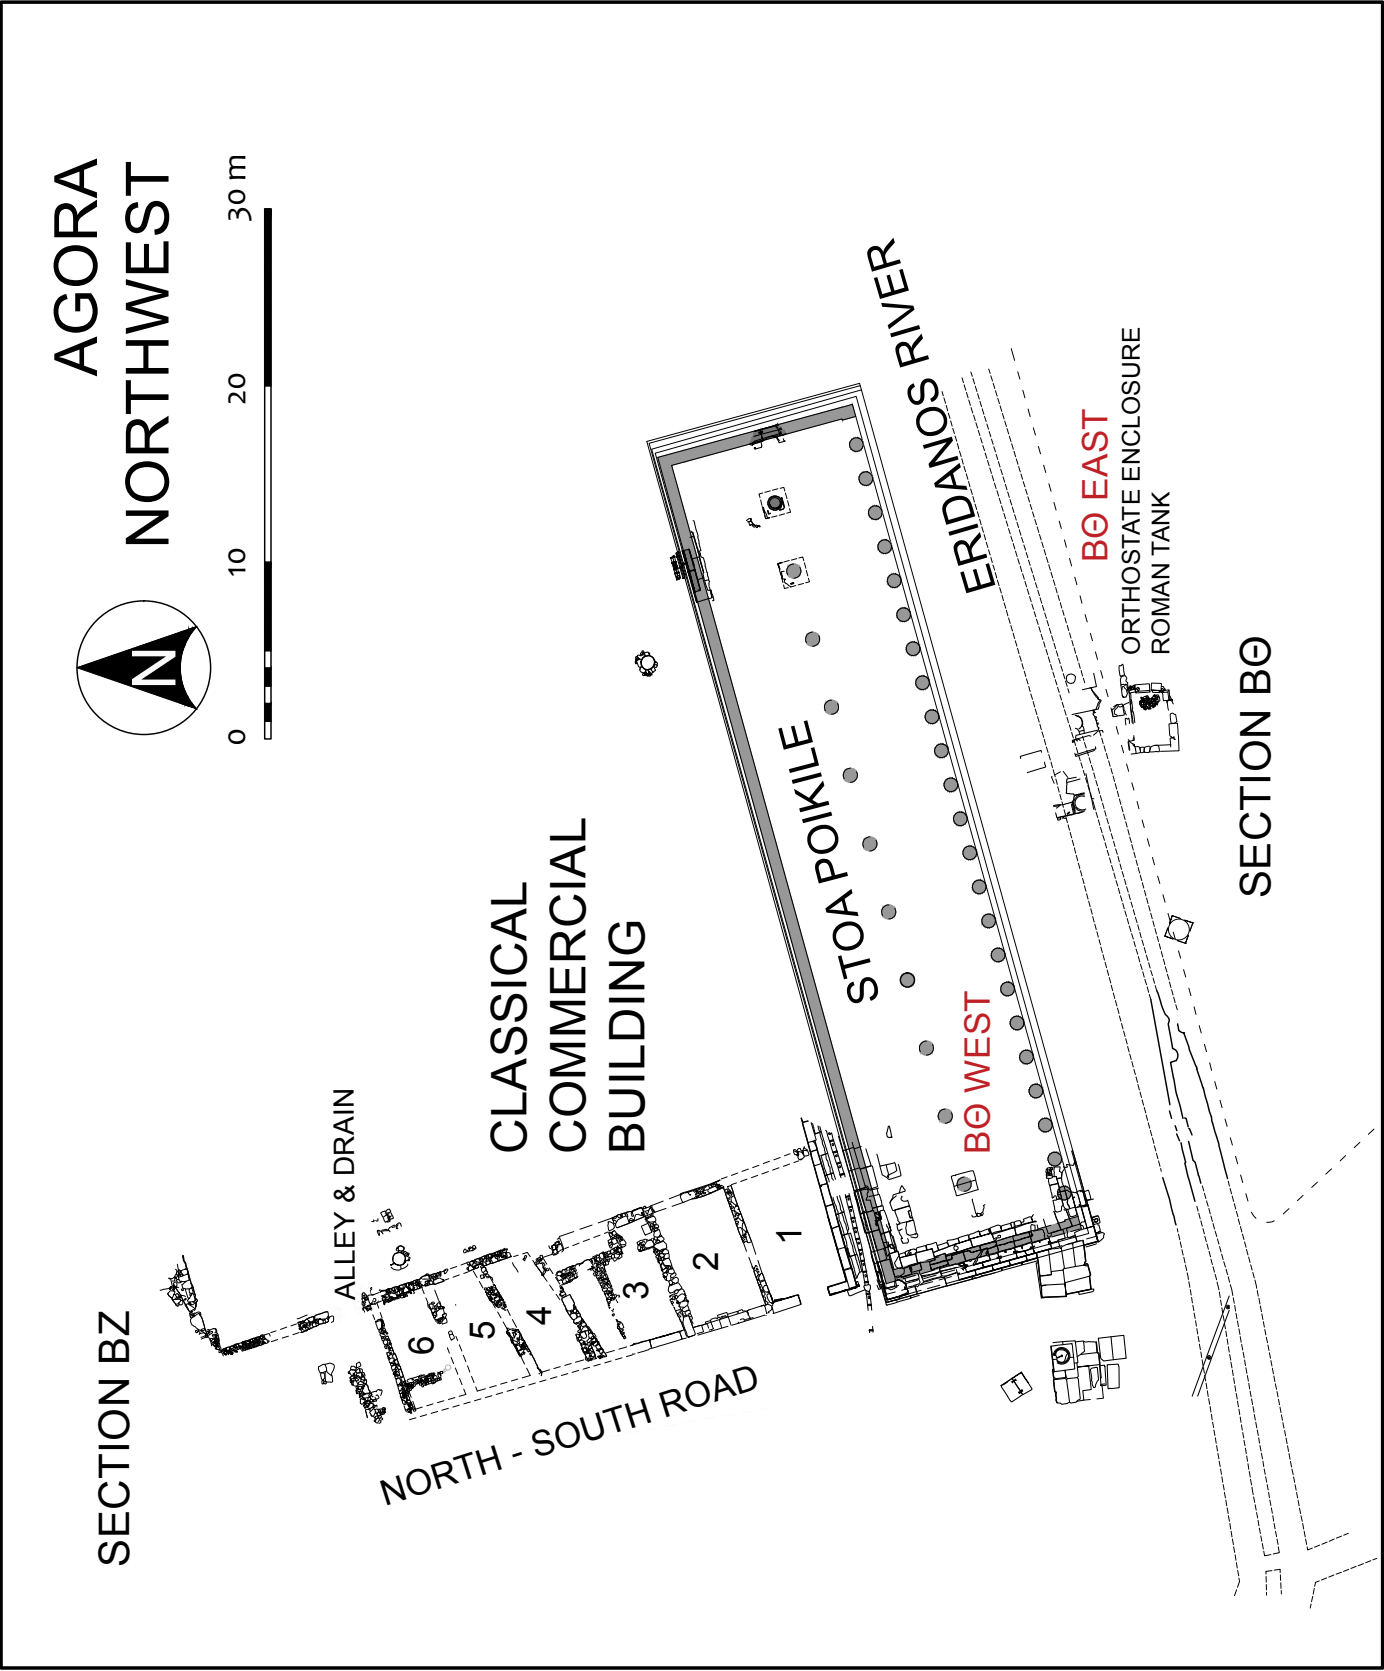 AGORA
NORTHWEST
N
0 10 20 30 m
SECTION BZ
ALLEY & DRAIN
CLASSICAL
COMMERCIAL
BUILDING
6
5
4
3
2
1
NORTH - SOUTH ROAD
STOA POIKILE
ERIDANOS RIVER
BΘ WEST
BΘ EAST
ORTHOSTATE ENCLOSURE
ROMAN TANK
SECTION BΘ